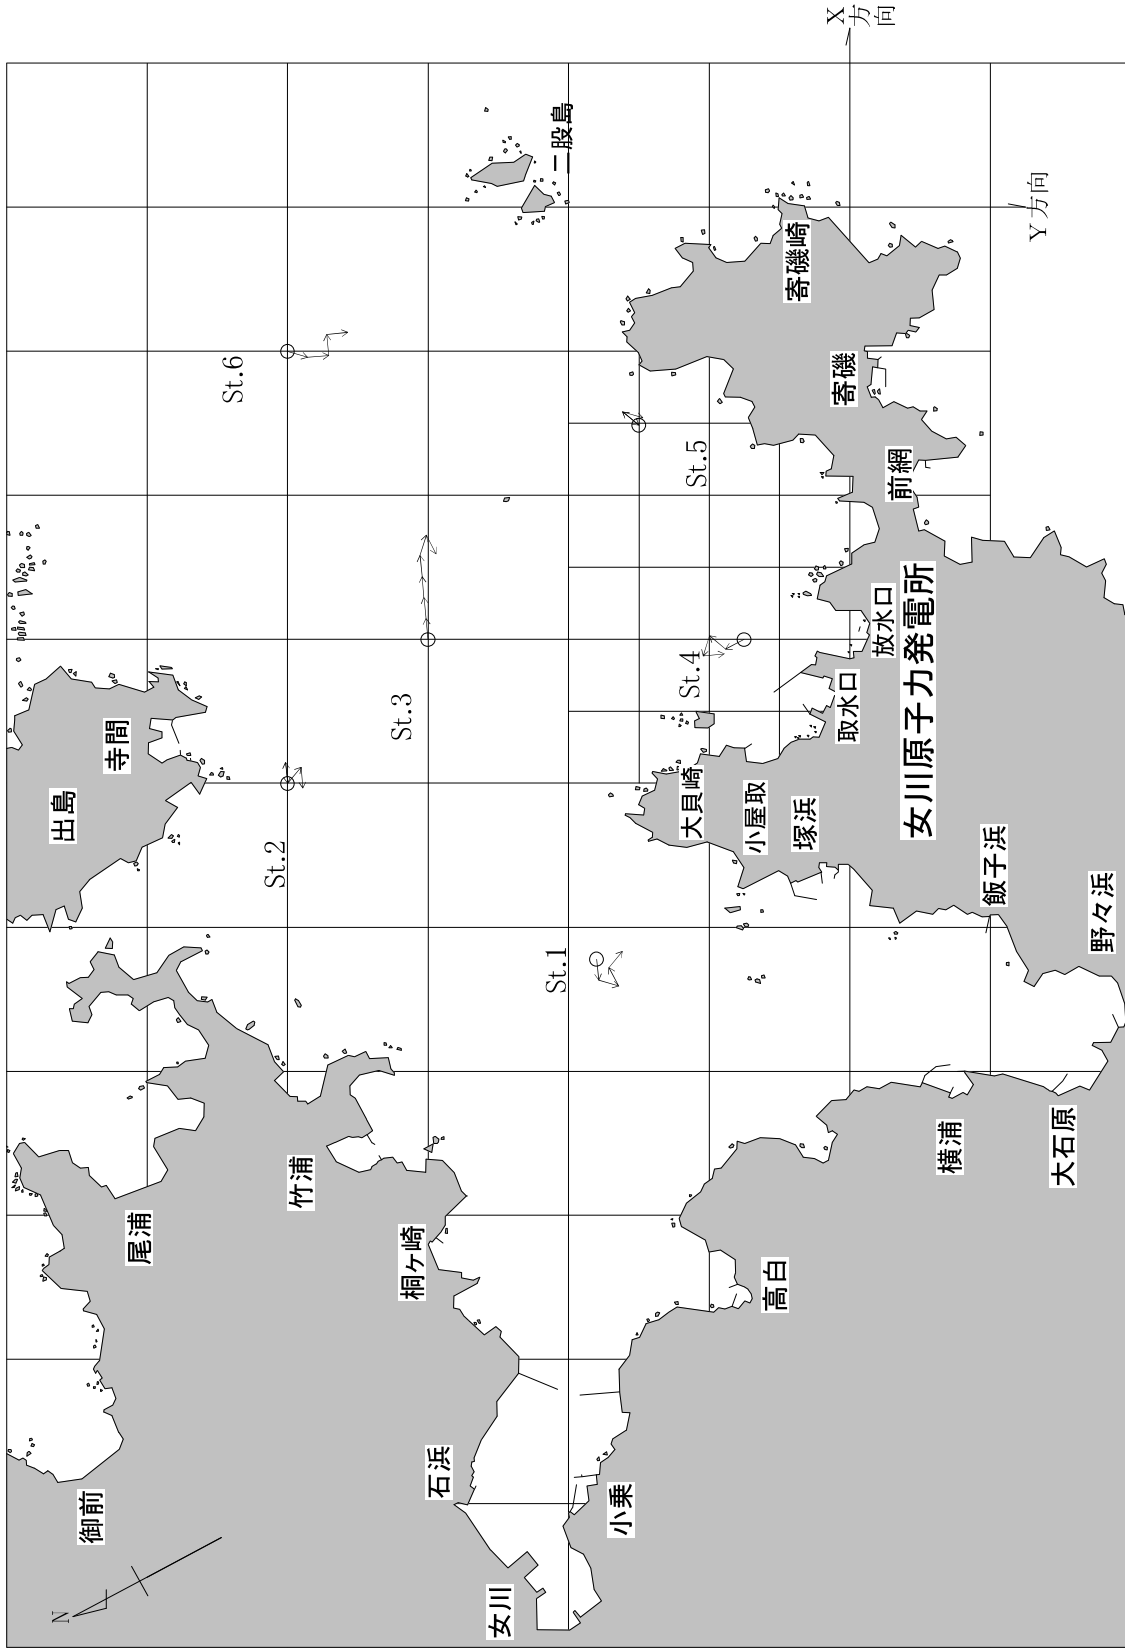 N
御前
尾浦
出島
寺間
St.2
St.6
女川
石浜
桐ヶ崎
竹浦
St.3
二股島
小乗
高白
St.1
大貝崎
小屋取
塚浜
St.4
St.5
寄磯崎
取水口
放水口
女川原子力発電所
前網
寄磯
横浦
大石原
飯子浜
野々浜
X方向
Y方向